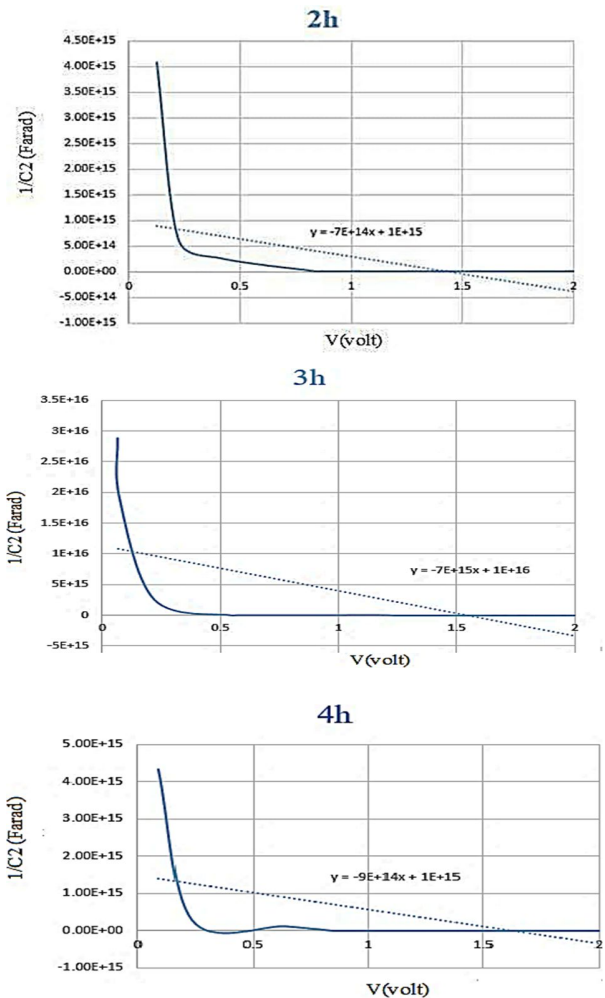 2h
4.50E+15
4.00E+15
3.50E+15
3.00E+15
2.50E+15
2.00E+15
1.50E+15
1.00E+15
5.00E+14
0.00E+00
-5.00E+14
-1.00E+15
1/C2 (Farad)
y = -7E+14x + 1E+15
0 0.5 1 1.5 2
V(volt)
3h
3.5E+16
3E+16
2.5E+16
2E+16
1.5E+16
1E+16
5E+15
0
-5E+15
1/C2 (Farad)
y = -7E+15x + 1E+16
0 0.5 1 1.5 2
V(volt)
4h
5.00E+15
4.00E+15
3.00E+15
2.00E+15
1.00E+15
0.00E+00
-1.00E+15
1/C2 (Farad)
y = -9E+14x + 1E+15
0 0.5 1 1.5 2
V(volt)